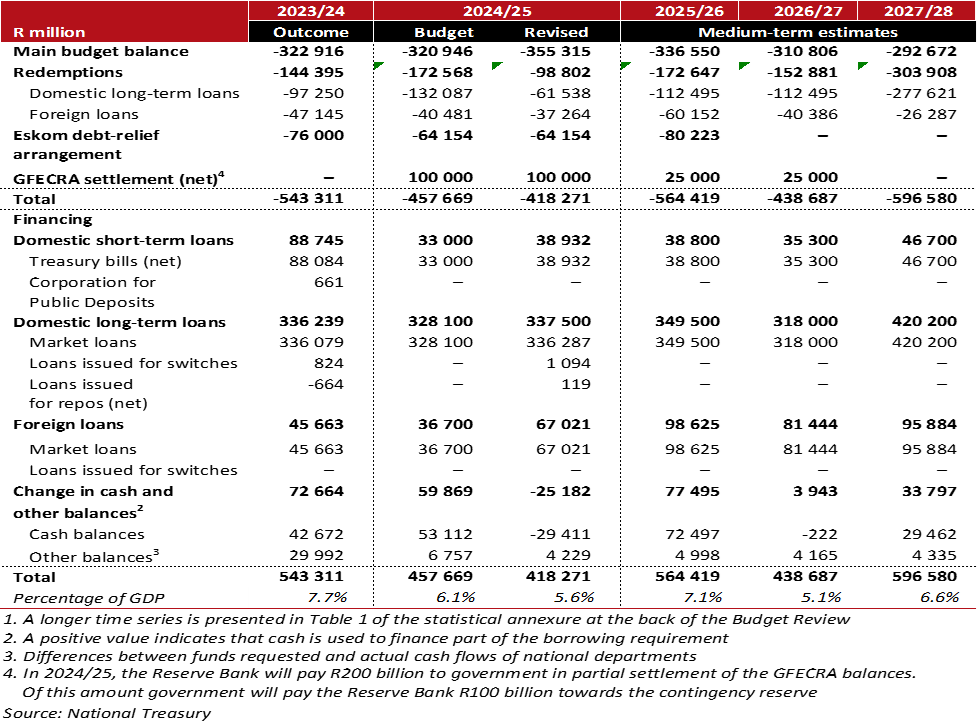 2023/24 2024/25 2025/26 2026/27 2027/28
R million Outcome Budget Revised Medium-term estimates
Main budget balance -322 916 -320 946 -355 315 -336 550 -310 806 -292 672
Redemptions -144 395 -172 568 -98 802 -172 647 -152 881 -303 908
Domestic long-term loans -97 250 -132 087 -61 538 -112 495 -112 495 -277 621
Foreign loans -47 145 -40 481 -37 264 -60 152 -40 386 -26 287
Eskom debt-relief -76 000 -64 154 -64 154 -80 223 – –
arrangement
GFECRA settlement (net)4 – 100 000 100 000 25 000 25 000 –
Total -543 311 -457 669 -418 271 -564 419 -438 687 -596 580
Financing
Domestic short-term loans 88 745 33 000 38 932 38 800 35 300 46 700
Treasury bills (net) 88 084 33 000 38 932 38 800 35 300 46 700
Corporation for 661 – – – – –
Public Deposits
Domestic long-term loans 336 239 328 100 337 500 349 500 318 000 420 200
Market loans 336 079 328 100 336 287 349 500 318 000 420 200
Loans issued for switches 824 – 1 094 – – –
Loans issued -664 – 119 – – –
for repos (net)
Foreign loans 45 663 36 700 67 021 98 625 81 444 95 884
Market loans 45 663 36 700 67 021 98 625 81 444 95 884
Loans issued for switches – – – – – –
Change in cash and 72 664 59 869 -25 182 77 495 3 943 33 797
other balances2
Cash balances 42 672 53 112 -29 411 72 497 -222 29 462
Other balances3 29 992 6 757 4 229 4 998 4 165 4 335
Total 543 311 457 669 418 271 564 419 438 687 596 580
Percentage of GDP 7.7% 6.1% 5.6% 7.1% 5.1% 6.6%
1. A longer time series is presented in Table 1 of the statistical annexure at the back of the Budget Review
2. A positive value indicates that cash is used to finance part of the borrowing requirement
3. Differences between funds requested and actual cash flows of national departments
4. In 2024/25, the Reserve Bank will pay R200 billion to government in partial settlement of the GFECRA balances.
Of this amount government will pay the Reserve Bank R100 billion towards the contingency reserve
Source: National Treasury